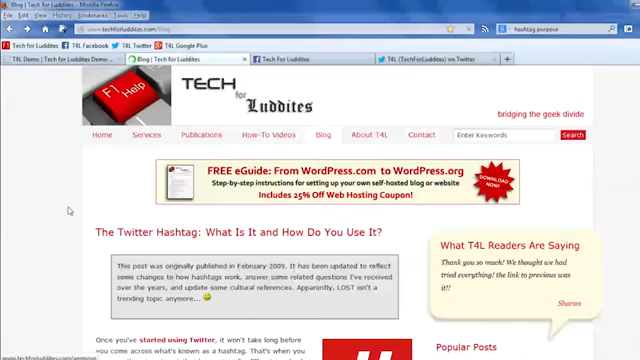 Blog | Tech for Luddites - Mozilla Firefox
File Edit View History Bookmarks Tools Help
www.techforluddites.com/blog
hashtag purpose
Tech for Luddites T4L Facebook T4L Twitter T4L Google Plus
T4L Demo | Tech for Luddites Demo ... Blog | Tech for Luddites Tech For Luddites T4L (TechForLuddites) on Twitter
F1 Help
TECH for Luddites
bridging the geek divide
Home Services Publications How-To Videos Blog About T4L Contact Enter Keywords Search
FREE eGuide: From WordPress.com to WordPress.org
Step-by-step instructions for setting up your own self-hosted blog or website
Includes 25% Off Web Hosting Coupon!
DOWNLOAD NOW!
The Twitter Hashtag: What Is It and How Do You Use It?
This post was originally published in February 2009. It has been updated to reflect
some changes to how hashtags work, answer some related questions I've received
over the years, and update some cultural references. Apparently, LOST isn't a
trending topic anymore...
Once you've started using Twitter, it won't take long before
you come across what's known as a hashtag. That's when you
#
What T4L Readers Are Saying
Thank you so much! We thought we had
tried everything! the link to previous was
it!!
Sharon
Popular Posts